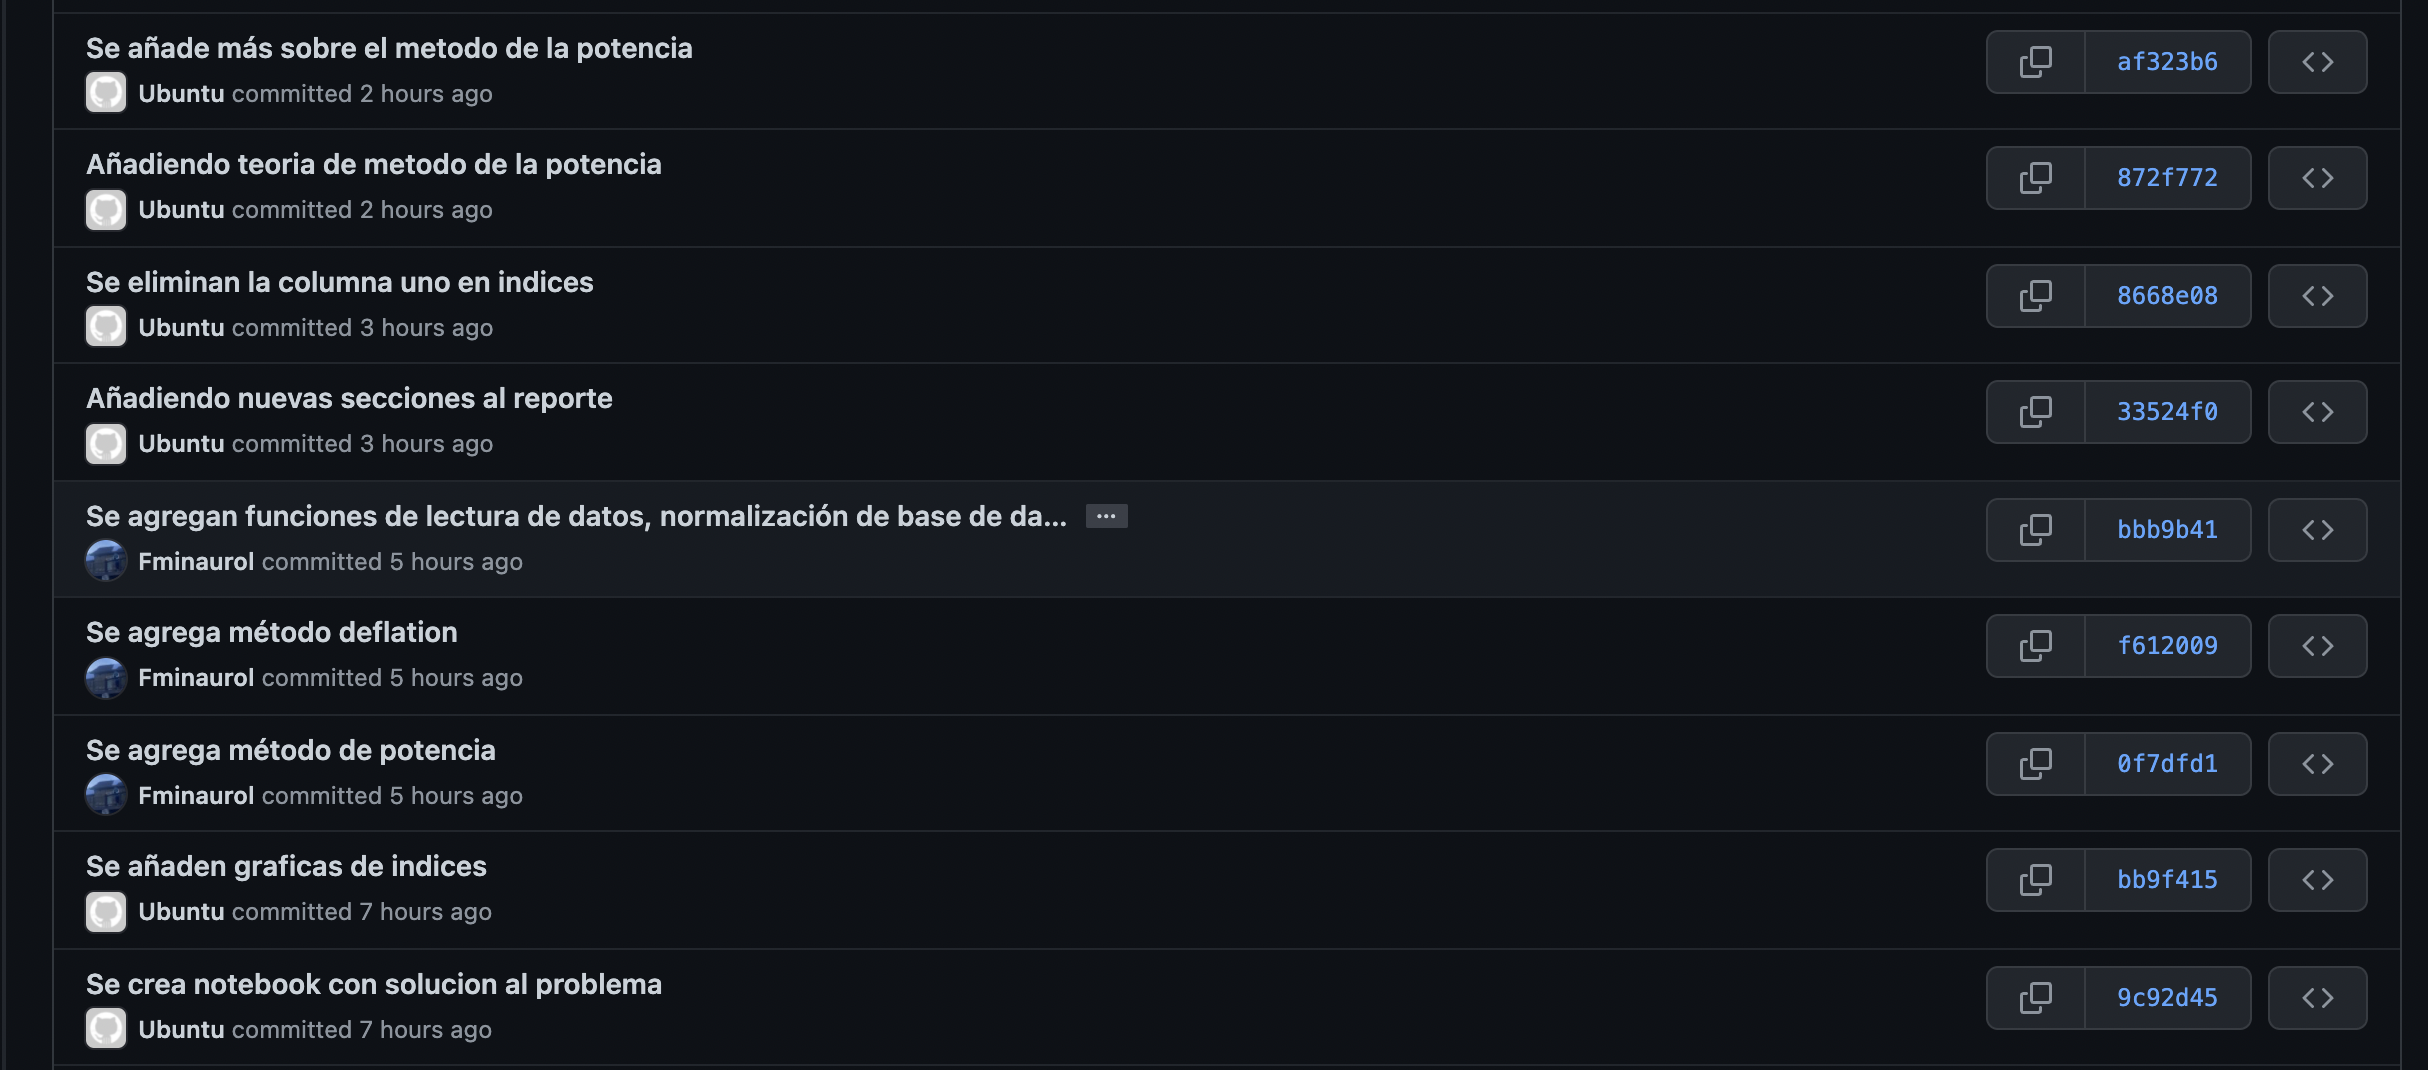 Se añade más sobre el metodo de la potencia
af323b6
Ubuntu committed 2 hours ago
Añadiendo teoria de metodo de la potencia
872f772
Ubuntu committed 2 hours ago
Se eliminan la columna uno en indices
8668e08
Ubuntu committed 3 hours ago
Añadiendo nuevas secciones al reporte
33524f0
Ubuntu committed 3 hours ago
Se agregan funciones de lectura de datos, normalización de base de da... ...
bbb9b41
Fminaurol committed 5 hours ago
Se agrega método deflation
f612009
Fminaurol committed 5 hours ago
Se agrega método de potencia
0f7dfd1
Fminaurol committed 5 hours ago
Se añaden graficas de indices
bb9f415
Ubuntu committed 7 hours ago
Se crea notebook con solucion al problema
9c92d45
Ubuntu committed 7 hours ago